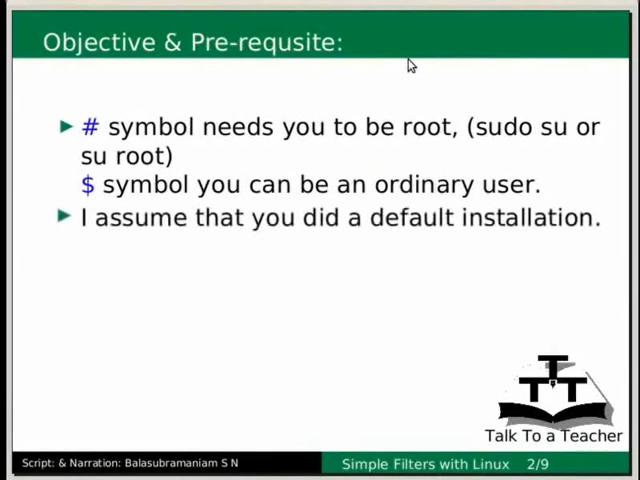 Objective & Pre-requsite:
# symbol needs you to be root, (sudo su or
su root)
$ symbol you can be an ordinary user.
I assume that you did a default installation.
TTT
Talk To a Teacher
Script: & Narration: Balasubramaniam S N
Simple Filters with Linux 2/9